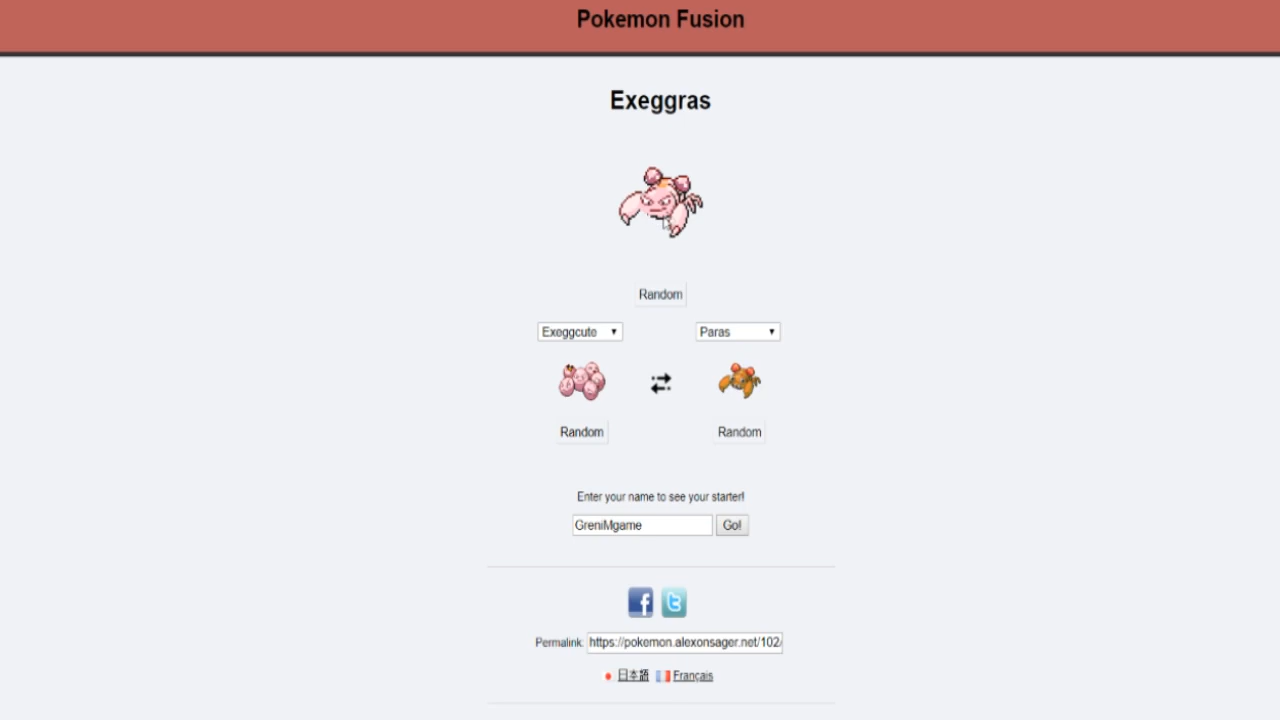 Pokemon Fusion
Exeggras
Random
Exeggcute Paras
Random Random
Enter your name to see your starter!
GreniMgame Go!
Permalink: https://pokemon.alexonsager.net/102/
日本語 Français